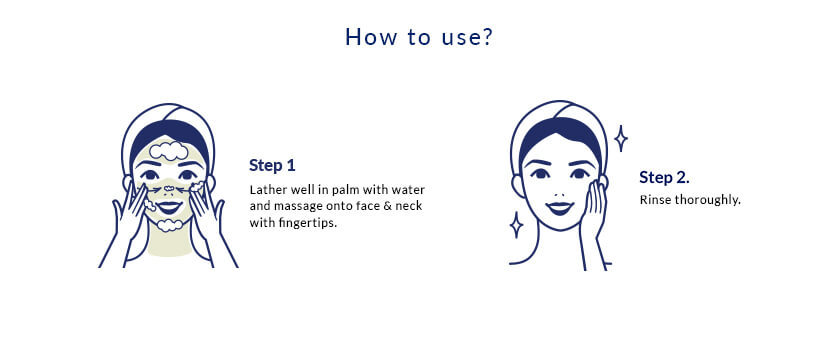 How to use?
Step 1
Lather well in palm with water
and massage onto face & neck
with fingertips.
Step 2.
Rinse thoroughly.